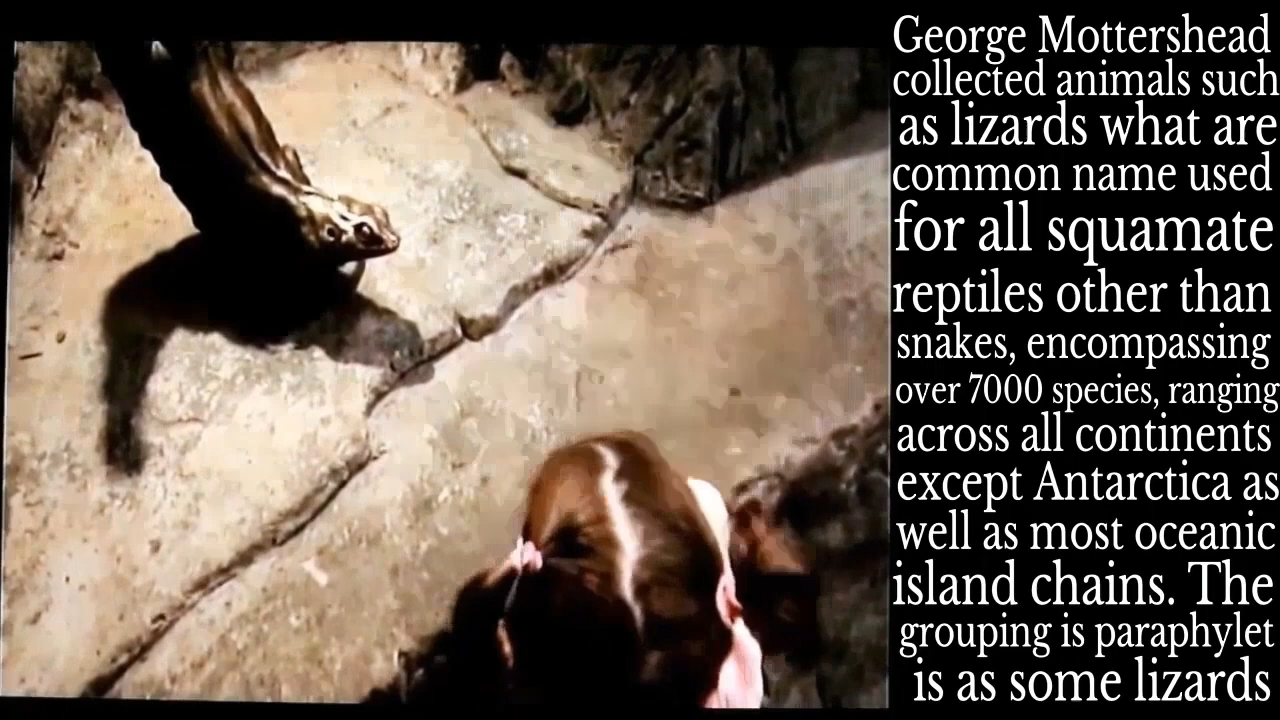 George Mottershead
collected animals such
as lizards what are
common name used
for all squamate
reptiles other than
snakes, encompassing
over 7000 species, ranging
across all continents
except Antarctica as
well as most oceanic
island chains. The
grouping is paraphylet
is as some lizards